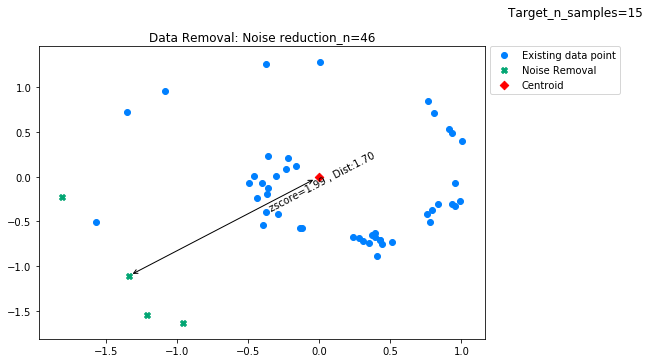 Target_n_samples=15
Data Removal: Noise reduction_n=46
Existing data point
Noise Removal
Centroid
zscore=1.99 , Dist:1.70
1.0
0.5
0.0
−0.5
−1.0
−1.5
−1.5 −1.0 −0.5 0.0 0.5 1.0